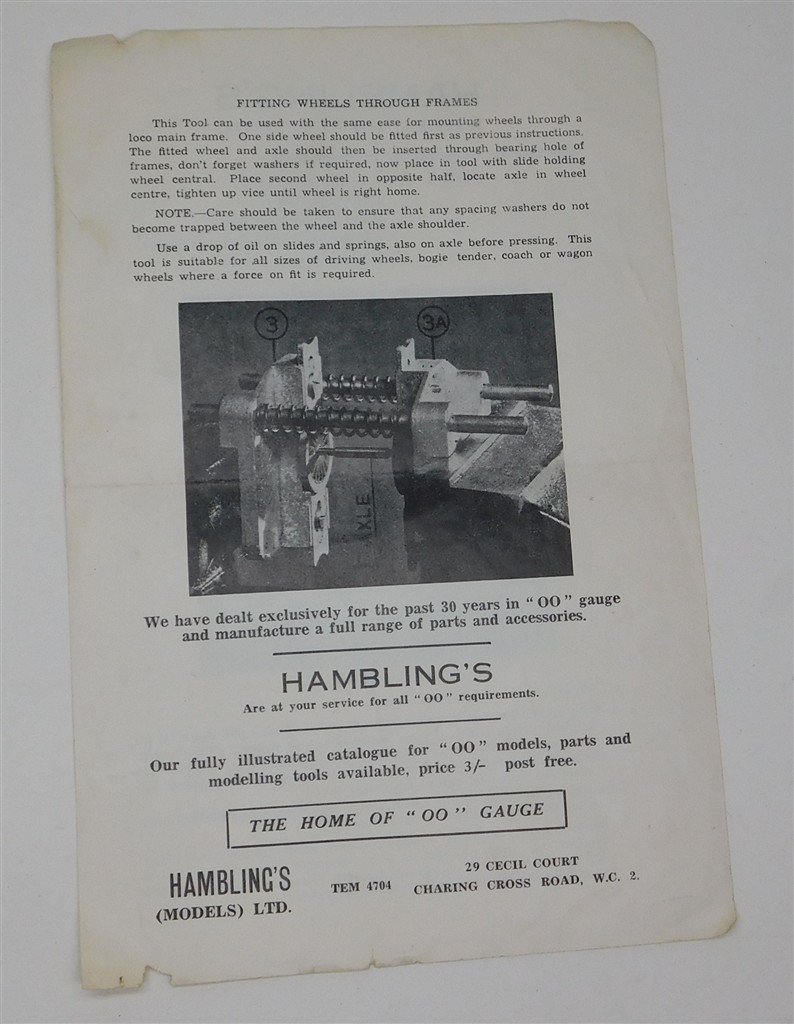 FITTING WHEELS THROUGH FRAMES
This Tool can be used with the same ease for mounting wheels through a
loco main frame. One side wheel should be fitted first as previous instructions.
The fitted wheel and axle should then be inserted through bearing hole of
frames, don't forget washers if required, now place in tool with slide holding
wheel central. Place second wheel in opposite half, locate axle in wheel
centre, tighten up vice until wheel is right home.
NOTE.—Care should be taken to ensure that any spacing washers do not
become trapped between the wheel and the axle shoulder.
Use a drop of oil on slides and springs, also on axle before pressing. This
tool is suitable for all sizes of driving wheels, bogie tender, coach or wagon
wheels where a force on fit is required.
3
3A
AXLE
We have dealt exclusively for the past 30 years in "OO" gauge
and manufacture a full range of parts and accessories.
HAMBLING'S
Are at your service for all "OO" requirements.
Our fully illustrated catalogue for "OO" models, parts and
modelling tools available, price 3/- post free.
THE HOME OF "OO" GAUGE
HAMBLING'S
(MODELS) LTD.
TEM 4704
29 CECIL COURT
CHARING CROSS ROAD, W.C. 2.